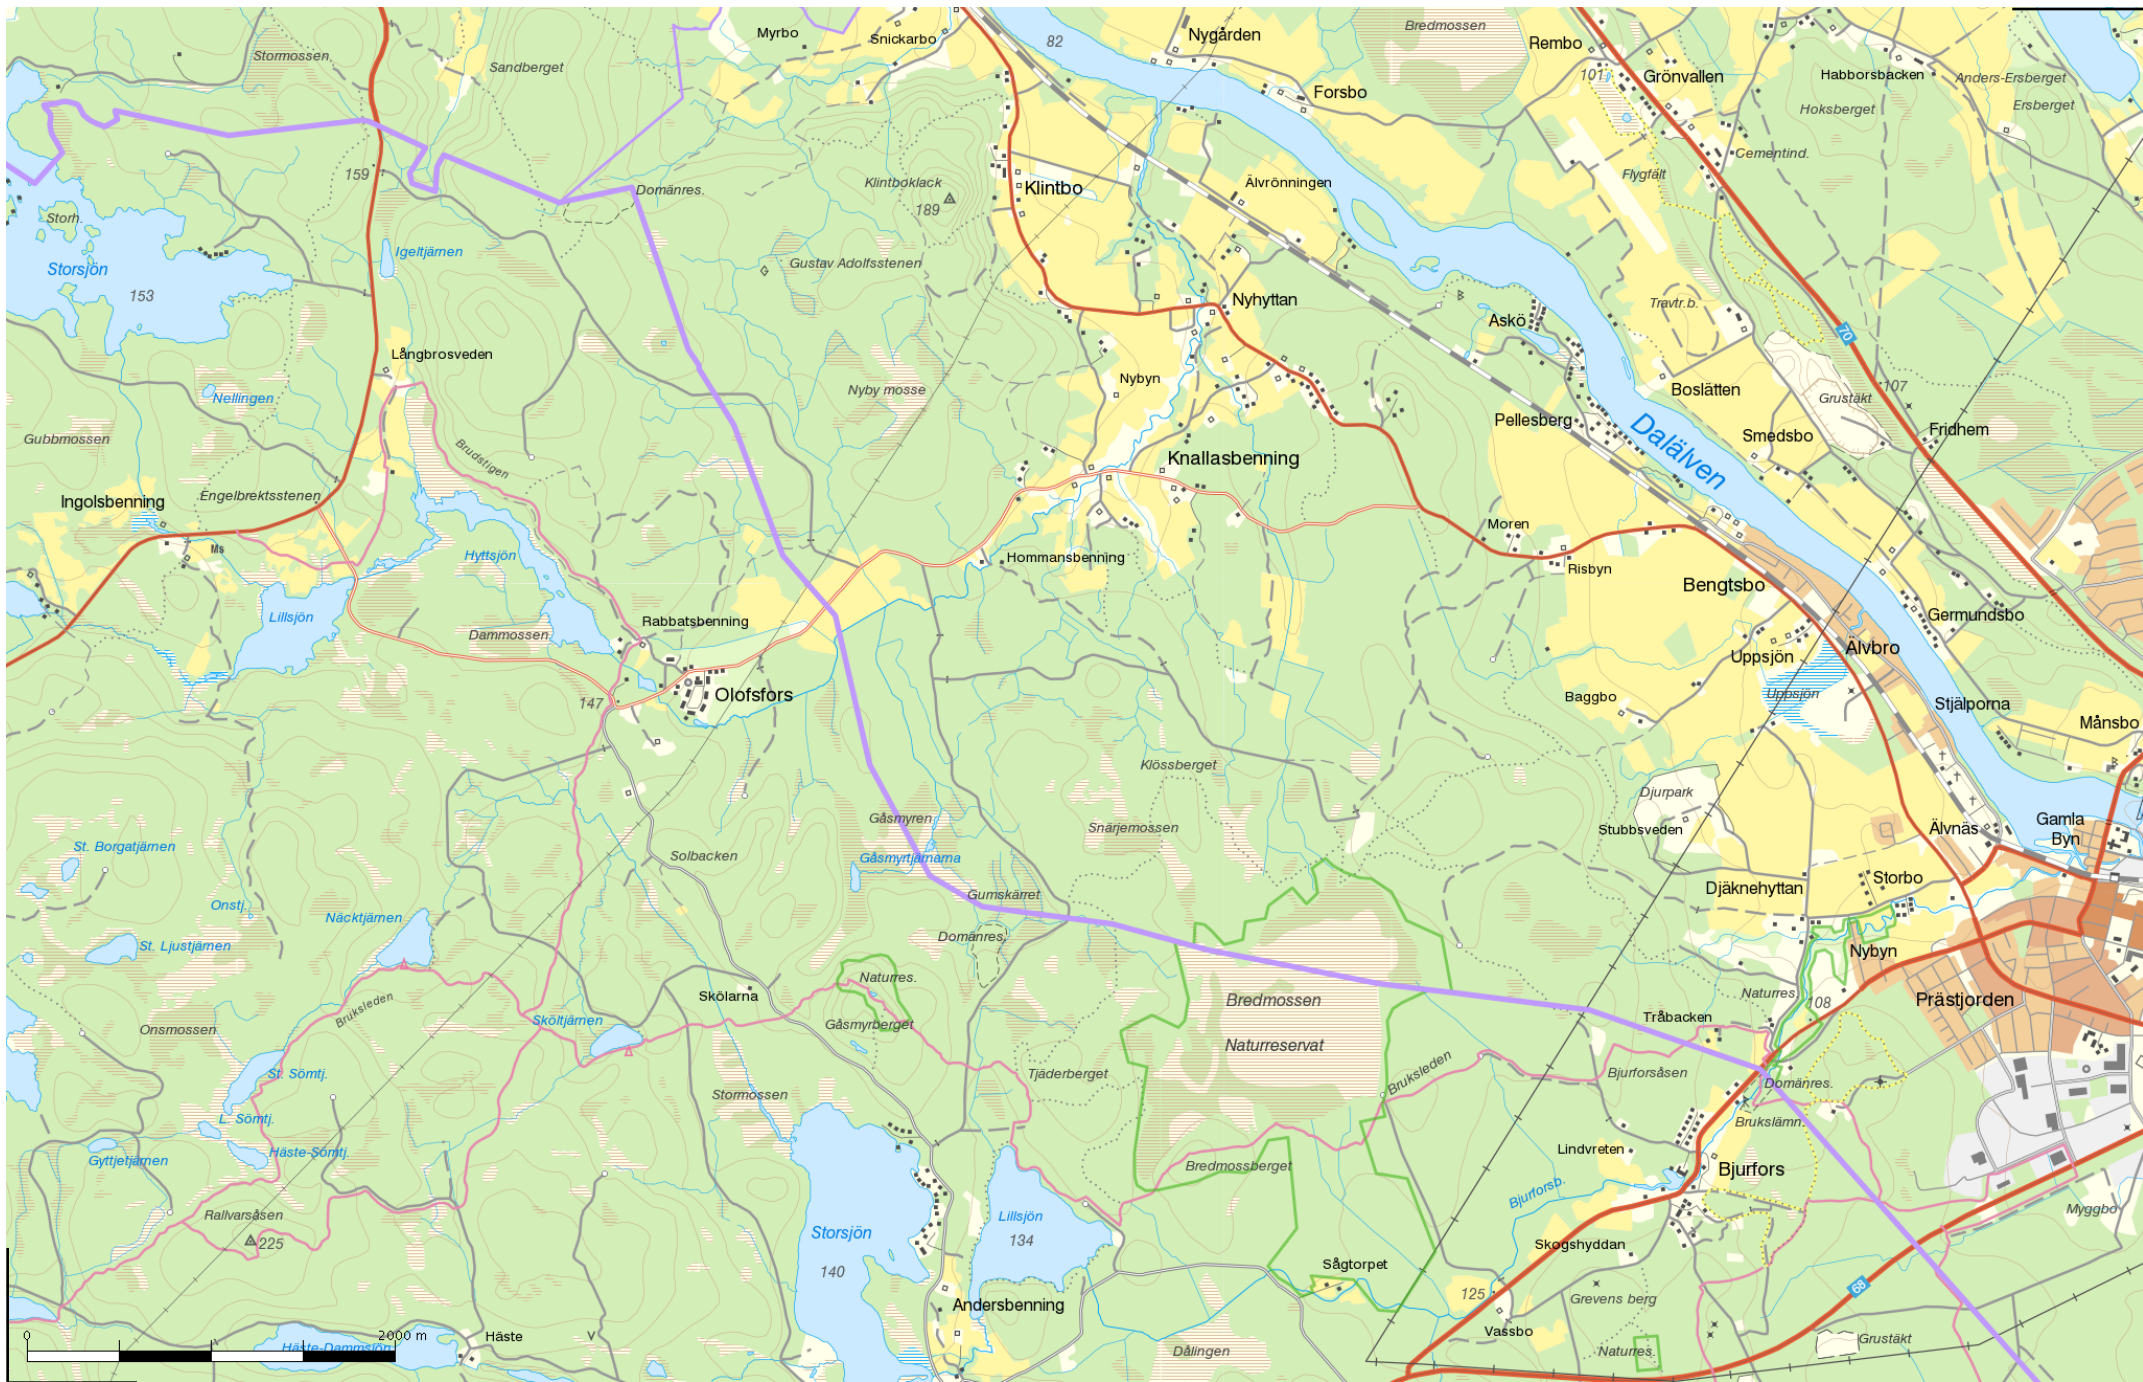 Myrbo
Snickarbo
82
Nygården
Bredmossen
Rembo
Stormossen
Sandberget
101
Grönvallen
Habborsbäcken
Anders-Ersberget
Forsbo
Hoksberget
Ersberget
159
Cementind.
Domänres.
Klintboklack
189
Klintbo
Älvrönningen
Flygfält
Storh.
Igeltjärnen
Gustav Adolfsstenen
Storsjön
153
Nyhyttan
Travtr.b.
Askö
70
Långbrosveden
Nybyn
Nyby mosse
Boslätten
107
Grustäkt
Nellingen
Gubbmossen
Brudstigen
Pellesberg
Dalälven
Smedsbo
Fridhem
Knallasbenning
Ingolsbenning
Engelbrektsstenen
Moren
Ms
Hyttsjön
Hommansbenning
Risbyn
Bengtsbo
Lillsjön
Rabbatsbenning
Dammossen
Germundsbo
Uppsjön
Älvbro
147
Olofsfors
Baggbo
Uppsjön
Stjälporna
Månsbo
Klössberget
Djurpark
Gåsmyren
Snärjemossen
Stubbsveden
Älvnäs
Gamla
Byn
St. Borgatjärnen
Solbacken
Gåsmyrtjärnarna
Gumskärret
Djäknehyttan
Storbo
Onstj.
Näcktjärnen
St. Ljustjärnen
Domänres.
Nybyn
Skölarna
Naturres.
Bredmossen
Naturres.
108
Prästjorden
Bruksleden
Onsmossen
Sköltjärnen
Gåsmyrberget
Naturreservat
Tråbacken
St. Sömtj.
Tjäderberget
Bruksleden
Bjurforsåsen
Domänres.
Stormossen
L. Sömtj.
Brukslämn.
Gyttjetjärnen
Häste-Sömtj.
Bredmossberget
Lindvreten
Bjurfors
Bjurforsb.
Rallvarsåsen
225
Storsjön
140
Lillsjön
134
Myggbo
Skogshyddan
Sågtorpet
125
Grevens berg
69
Andersbenning
Vassbo
0
2000 m
Häste
Häste-Dammsjön
Dålingen
Naturres.
Grustäkt